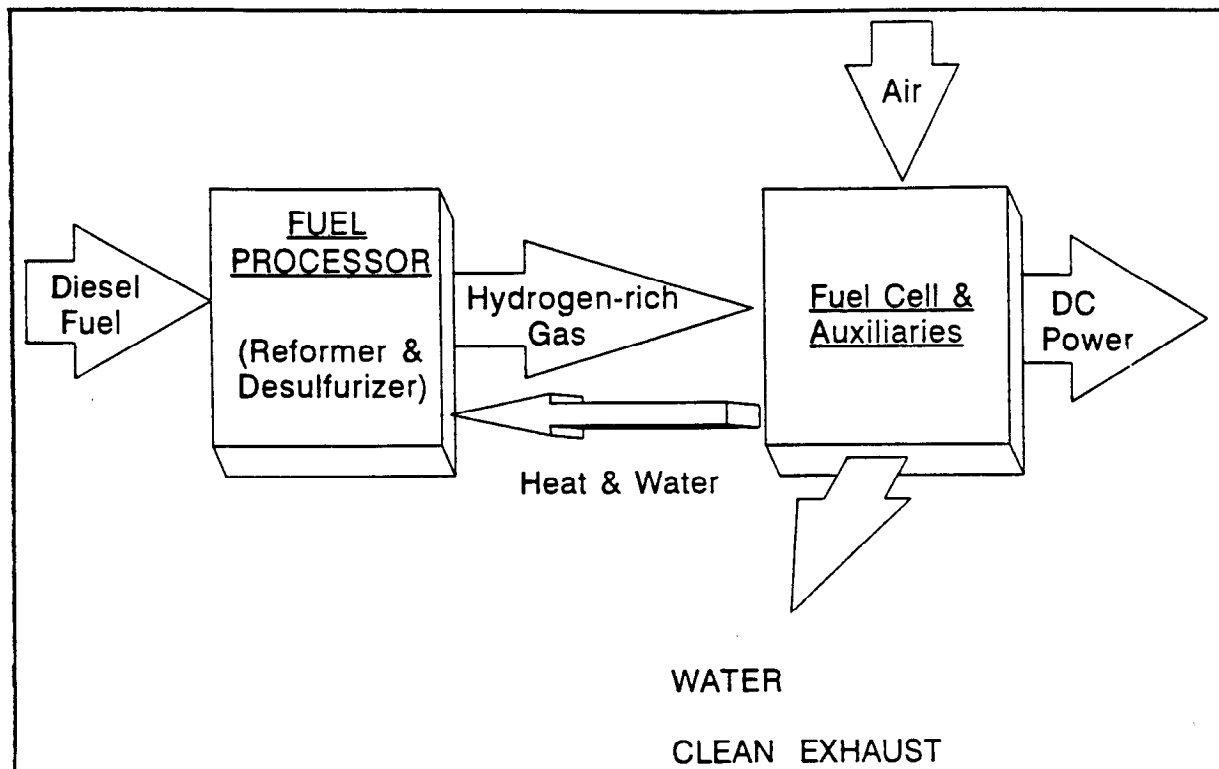 Air
FUEL
PROCESSOR
(Reformer &
Desulfurizer)
Diesel
Fuel
Hydrogen-rich
Gas
Fuel Cell &
Auxiliaries
DC
Power
Heat & Water
WATER
CLEAN EXHAUST